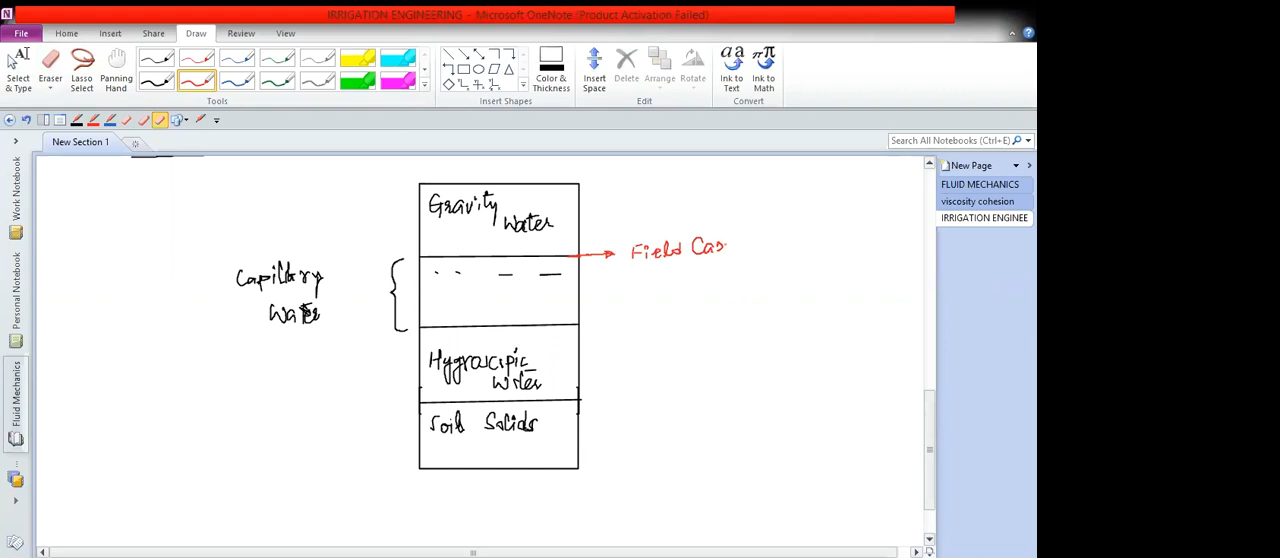 IRRIGATION ENGINEERING - Microsoft OneNote (Product Activation Failed)
File Home Insert Share Draw Review View
Select & Type
Eraser
Lasso Select
Panning Hand
Color & Thickness
Insert Space
Delete
Arrange
Rotate
Ink to Text
Ink to Math
Tools
Insert Shapes
Edit
Convert
New Section 1
Search All Notebooks (Ctrl+E)
New Page
FLUID MECHANICS
viscosity cohesion
IRRIGATION ENGINEE
Work Notebook
Personal Notebook
Fluid Mechanics
Gravity
Water
Field Cas
Capillary
Water
Hygroscipic
Water
Soil Solids